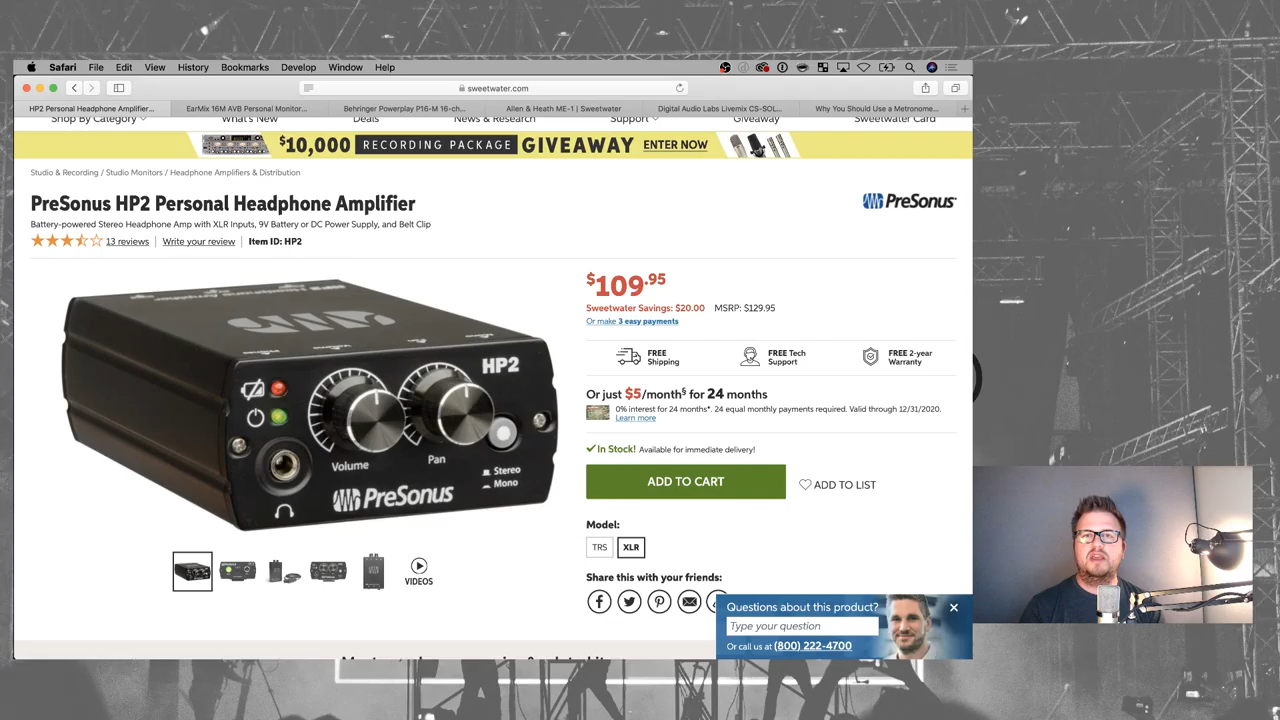 Safari File Edit View History Bookmarks Develop Window Help
sweetwater.com
HP2 Personal Headphone Amplifier... EarMix 16M AVB Personal Monitor... Behringer Powerplay P16-M 16-ch... Allen & Heath ME-1 | Sweetwater Digital Audio Labs Livemix CS-SOL... Why You Should Use a Metronome...
Shop By Category What's New Deals News & Research Support Giveaway Sweetwater Card
$10,000 RECORDING PACKAGE GIVEAWAY ENTER NOW
Studio & Recording / Studio Monitors / Headphone Amplifiers & Distribution
PreSonus HP2 Personal Headphone Amplifier
PreSonus
Battery-powered Stereo Headphone Amp with XLR Inputs, 9V Battery or DC Power Supply, and Belt Clip
13 reviews | Write your review | Item ID: HP2
$109.95
Sweetwater Savings: $20.00 MSRP: $129.95
Or make 3 easy payments
FREE Shipping
FREE Tech Support
FREE 2-year Warranty
Or just $5/month§ for 24 months
0% interest for 24 months*. 24 equal monthly payments required. Valid through 12/31/2020.
Learn more
In Stock! Available for immediate delivery!
ADD TO CART
ADD TO LIST
Model:
TRS XLR
Share this with your friends:
HP2
Volume
Pan
Stereo
Mono
PreSonus
VIDEOS
Questions about this product?
Type your question
Or call us at (800) 222-4700